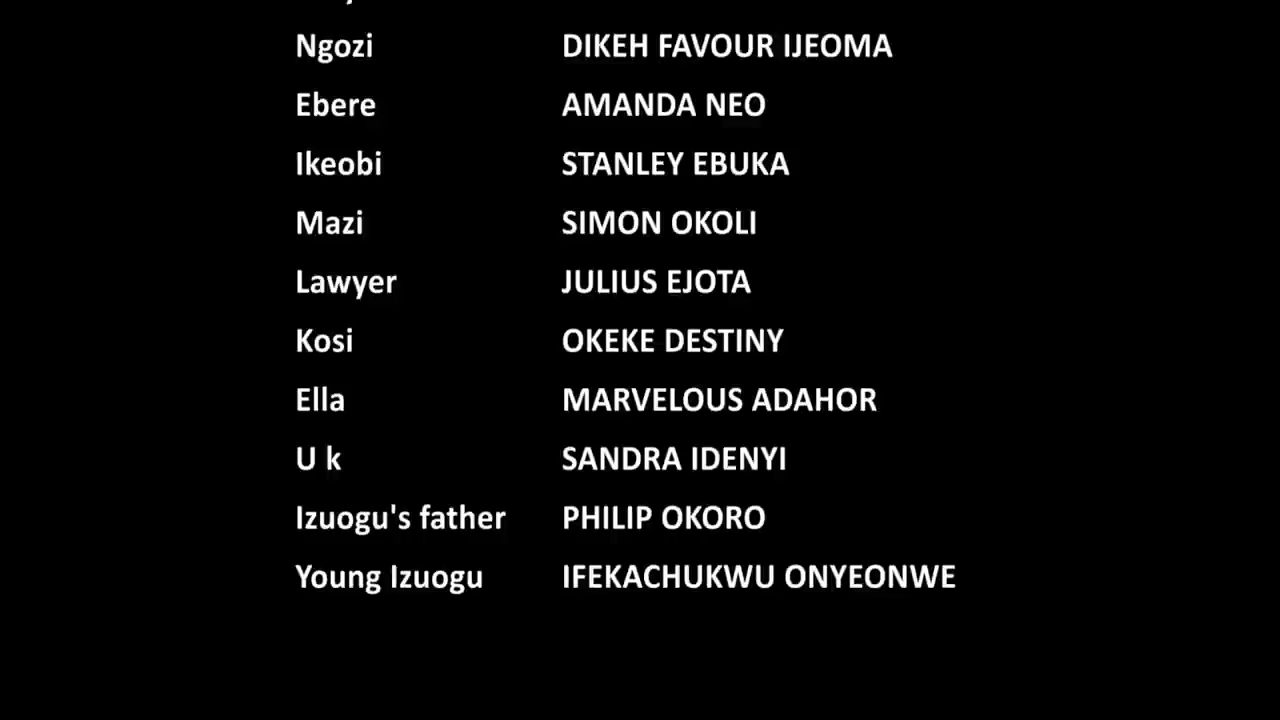 Ngozi DIKEH FAVOUR IJEOMA
Ebere AMANDA NEO
Ikeobi STANLEY EBUKA
Mazi SIMON OKOLI
Lawyer JULIUS EJOTA
Kosi OKEKE DESTINY
Ella MARVELOUS ADAHOR
U k SANDRA IDENYI
Izuogu's father PHILIP OKORO
Young Izuogu IFEKACHUKWU ONYEONWE